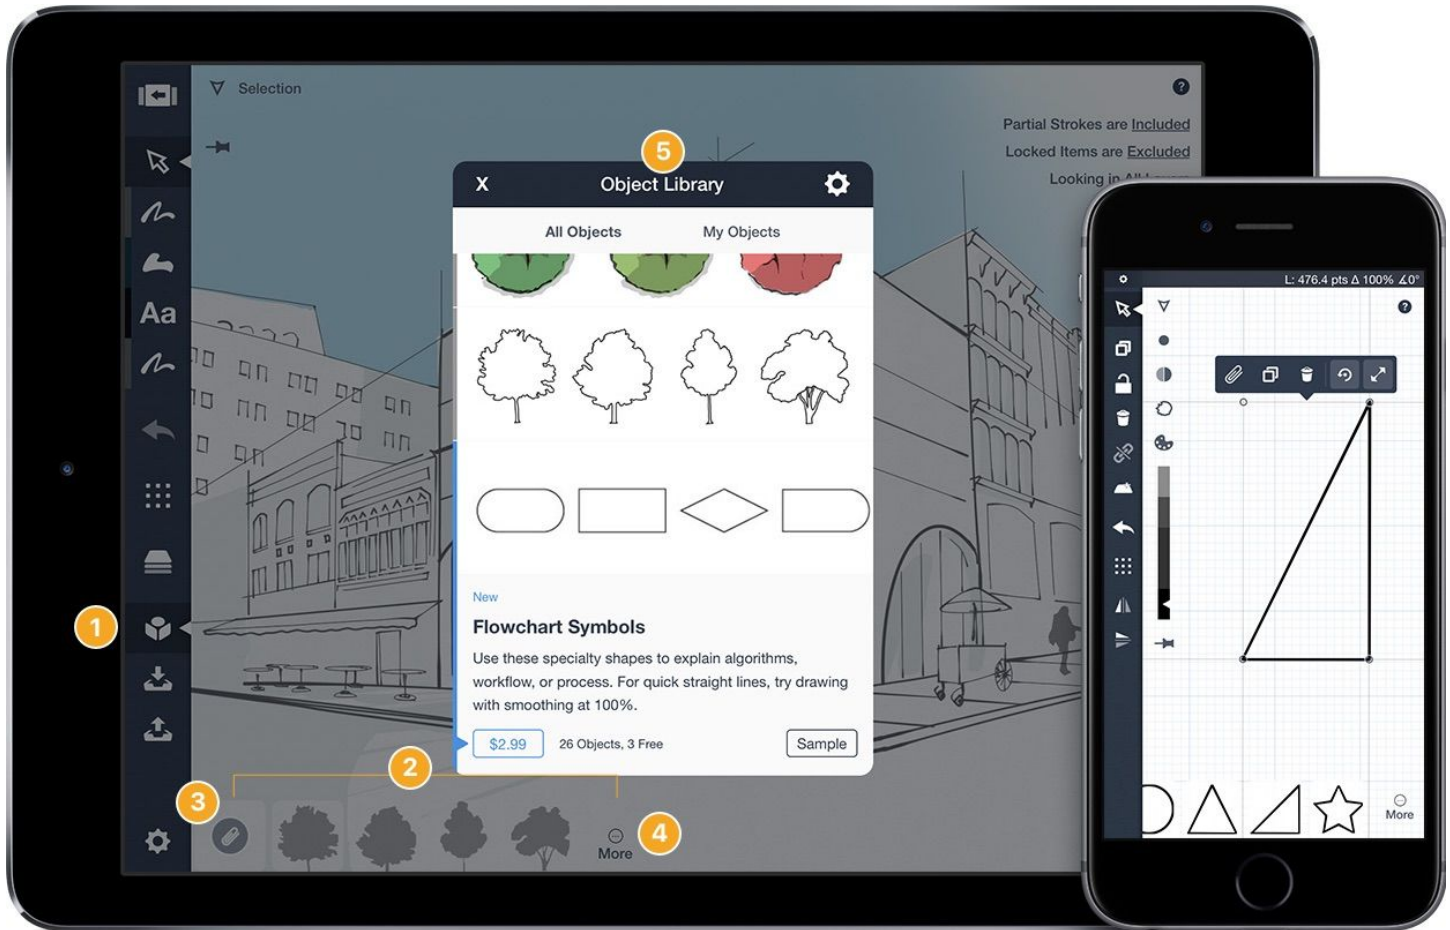 Selection
Partial Strokes are Included
Locked Items are Excluded
Looking in All Layers
5
X
Object Library
All Objects
My Objects
Aa
New
Flowchart Symbols
Use these specialty shapes to explain algorithms,
workflow, or process. For quick straight lines, try drawing
with smoothing at 100%.
$2.99
26 Objects, 3 Free
Sample
1
2
3
4
More
?
L: 476.4 pts Δ 100% ∡0°
?
More